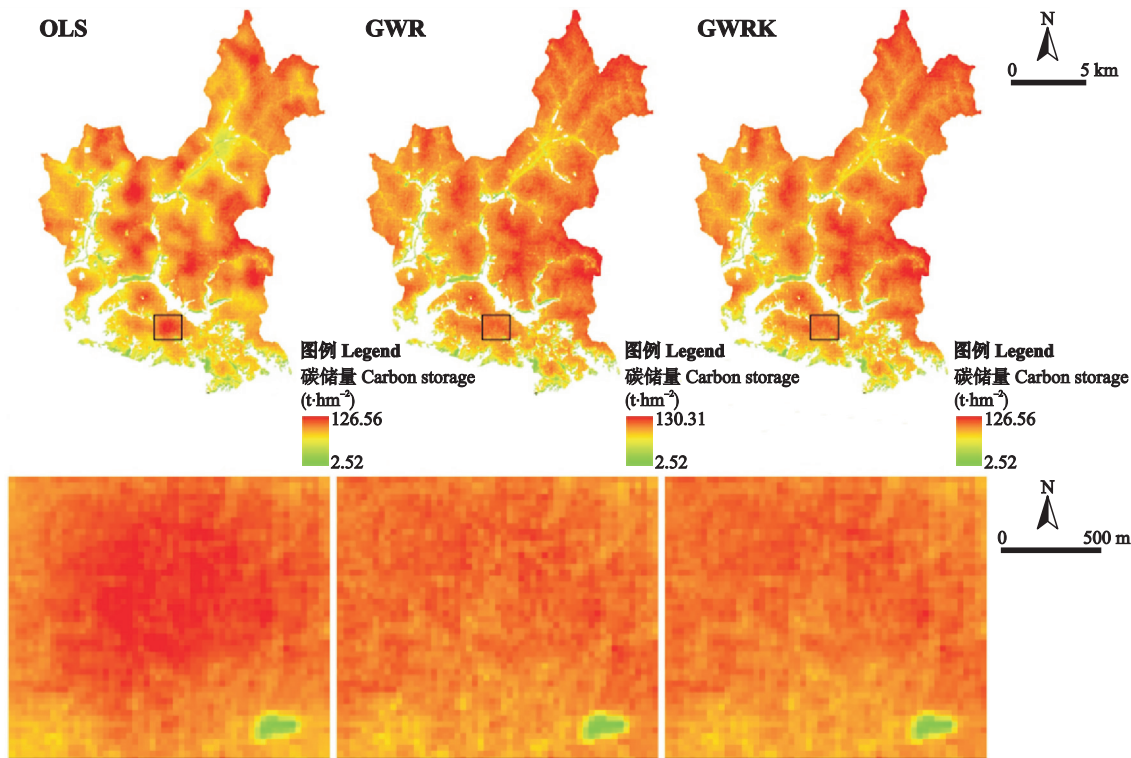 OLS
GWR
GWRK
N
0 5 km
图例 Legend
碳储量 Carbon storage
(t·hm⁻²)
126.56
2.52
图例 Legend
碳储量 Carbon storage
(t·hm⁻²)
130.31
2.52
图例 Legend
碳储量 Carbon storage
(t·hm⁻²)
126.56
2.52
N
0 500 m